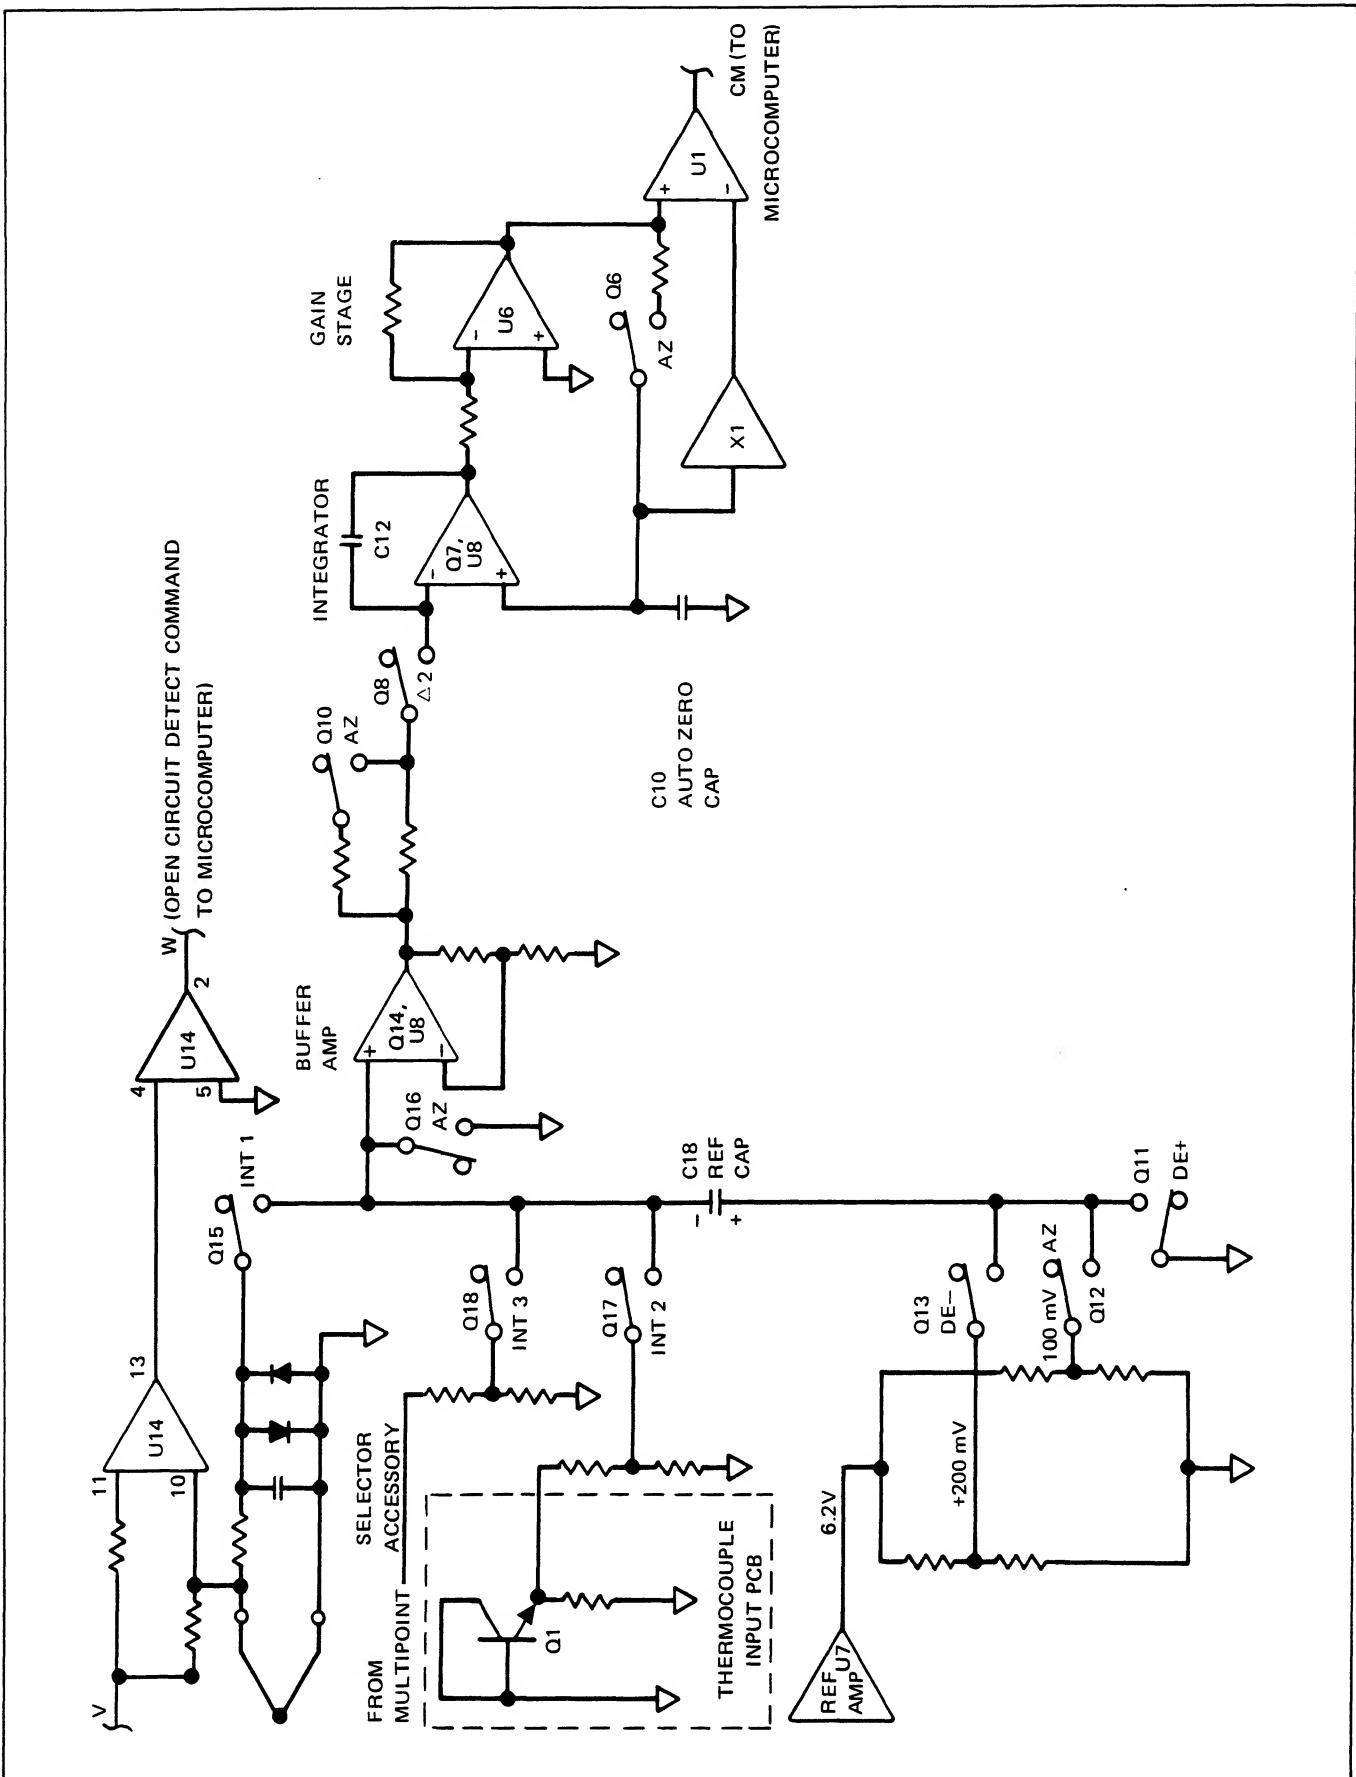 V
11
10
U14
13
4
5
U14
2
W (OPEN CIRCUIT DETECT COMMAND
TO MICROCOMPUTER)
Q15
INT 1
BUFFER
AMP
+
−
Q14,
U8
Q16
AZ
Q10
AZ
Q8
△2
INTEGRATOR
C12
−
+
Q7,
U8
GAIN
STAGE
−
+
U6
Q6
AZ
X1
+
−
U1
CM (TO
MICROCOMPUTER)
C10
AUTO ZERO
CAP
FROM
MULTIPOINT
SELECTOR
ACCESSORY
Q18
INT 3
Q17
INT 2
C18
REF
CAP
−
+
Q1
THERMOCOUPLE
INPUT PCB
REF U7
AMP
6.2V
+200 mV
Q13
DE−
100 mV AZ
Q12
Q11
DE+